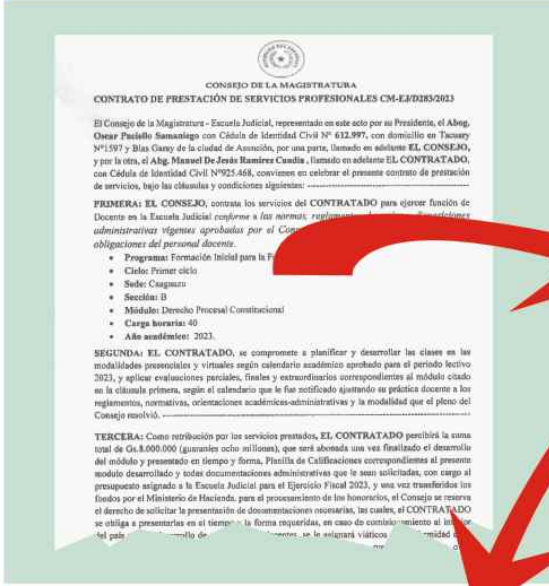 CONSEJO DE LA MAGISTRATURA
CONTRATO DE PRESTACIÓN DE SERVICIOS PROFESIONALES CM-EJ/D283/2023
El Consejo de la Magistratura - Escuela Judicial, representado en este acto por su Presidente, el Abog.
Oscar Paciello Samaniego con Cédula de Identidad Civil N° 612.997, con domicilio en Tacuary
N°1597 y Blas Garay de la ciudad de Asunción, por una parte, llamado en adelante EL CONSEJO,
y por la otra, el Abg. Manuel De Jesús Ramírez Candia, llamado en adelante EL CONTRATADO,
con Cédula de Identidad Civil N°925.468, convienen en celebrar el presente contrato de prestación
de servicios, bajo las cláusulas y condiciones siguientes:
PRIMERA: EL CONSEJO, contrata los servicios del CONTRATADO para ejercer función de
Docente en la Escuela Judicial conforme a las normas,
administrativas vigentes aprobadas por el
obligaciones del personal docente.
• Programa: Formación Inicial para la
• Ciclo: Primer ciclo
• Sede: Caaguazu
• Sección: B
• Módulo: Derecho Procesal Constitucional
• Carga horaria: 40
• Año académico: 2023.
SEGUNDA: EL CONTRATADO, se compromete a planificar y desarrollar las clases en las
modalidades presenciales y virtuales según calendario académico aprobado para el periodo lectivo
2023, y aplicar evaluaciones parciales, finales y extraordinarios correspondientes al módulo citado
en la cláusula primera, según el calendario que le fue notificado ajustando su práctica docente a los
reglamentos, normativas, orientaciones académicas-administrativas y la modalidad que el pleno del
Consejo resolvió.
TERCERA: Como retribución por los servicios prestados, EL CONTRATADO percibirá la suma
total de Gs.8.000.000 (guaraníes ocho millones), que será abonada una vez finalizado el desarrollo
del módulo y presentado en tiempo y forma, Planilla de Calificaciones correspondientes al presente
modulo desarrollado y todas documentaciones administrativas que le sean solicitadas, con cargo al
presupuesto asignado a la Escuela Judicial para el Ejercicio Fiscal 2023, y una vez transferidos los
fondos por el Ministerio de Hacienda. para el procesamiento de los honorarios, el Consejo se reserva
el derecho de solicitar la presentación de documentaciones necesarias, las cuales, el CONTRATADO
se obliga a presentarlas en el tiempo y la forma requeridas, en caso de comisionamiento al interior
del país de se le asignará viáticos